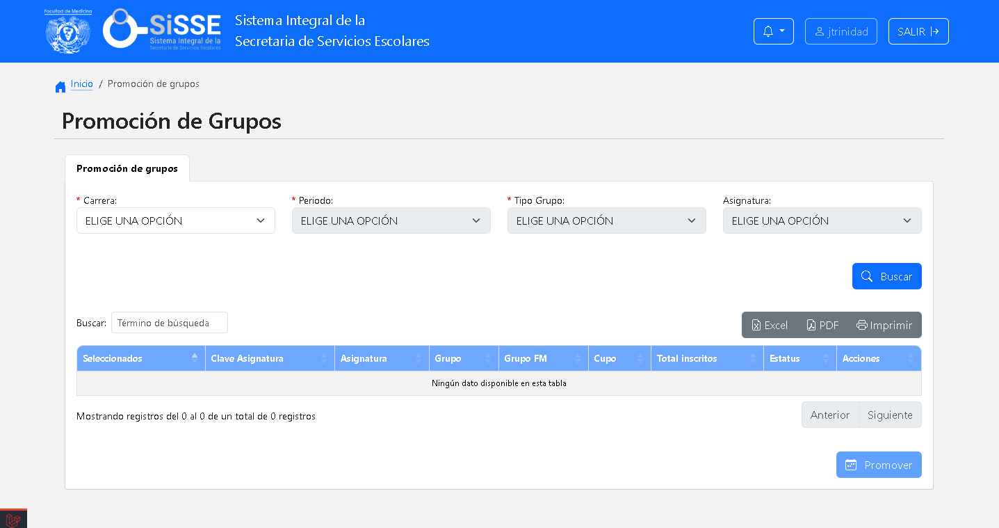 Facultad de Medicina
SiSSE
Sistema Integral de la
Secretaría de Servicios Escolares
Sistema Integral de la
Secretaria de Servicios Escolares
jtrinidad
SALIR
Inicio / Promoción de grupos
Promoción de Grupos
Promoción de grupos
* Carrera: * Periodo: * Tipo Grupo: Asignatura:
ELIGE UNA OPCIÓN ELIGE UNA OPCIÓN ELIGE UNA OPCIÓN ELIGE UNA OPCIÓN
Buscar
Buscar: Término de búsqueda Excel PDF Imprimir
Seleccionados Clave Asignatura Asignatura Grupo Grupo FM Cupo Total inscritos Estatus Acciones
Ningún dato disponible en esta tabla
Mostrando registros del 0 al 0 de un total de 0 registros Anterior Siguiente
Promover